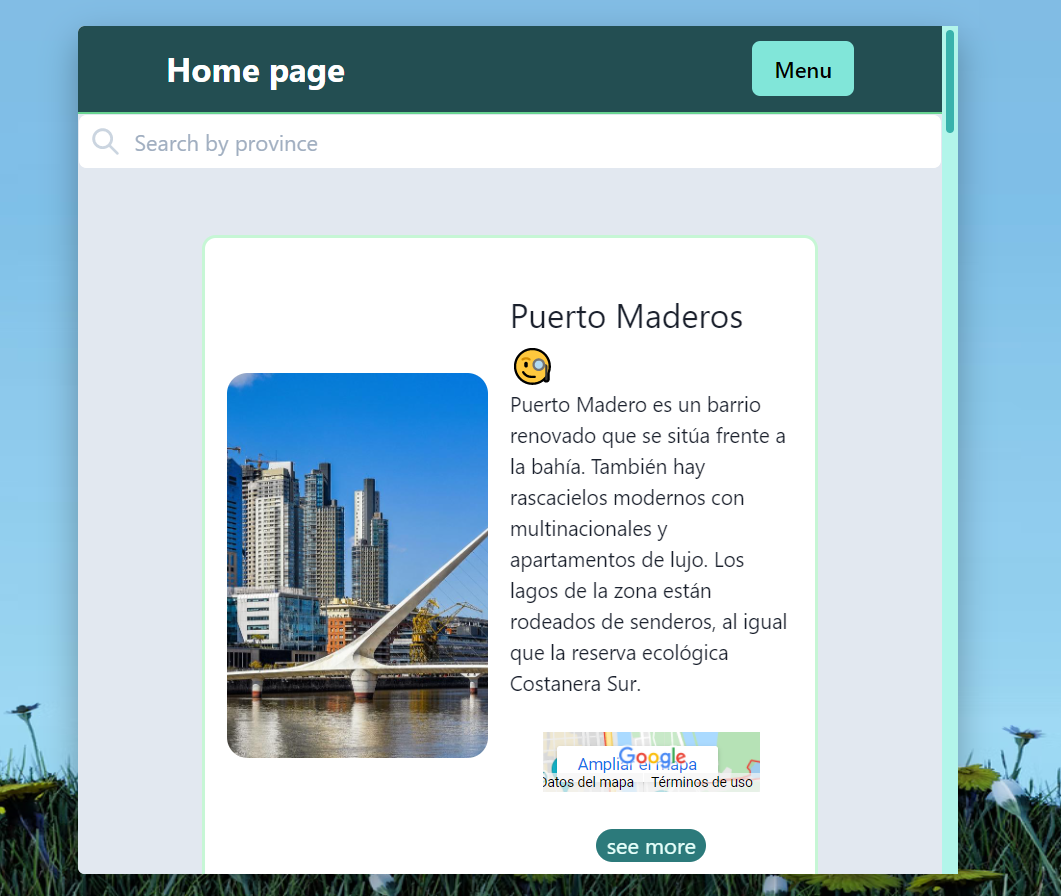 Home page
Menu
Search by province
Puerto Maderos
Puerto Madero es un barrio
renovado que se sitúa frente a
la bahía. También hay
rascacielos modernos con
multinacionales y
apartamentos de lujo. Los
lagos de la zona están
rodeados de senderos, al igual
que la reserva ecológica
Costanera Sur.
Google
Ampliar el mapa
Datos del mapa
Términos de uso
see more